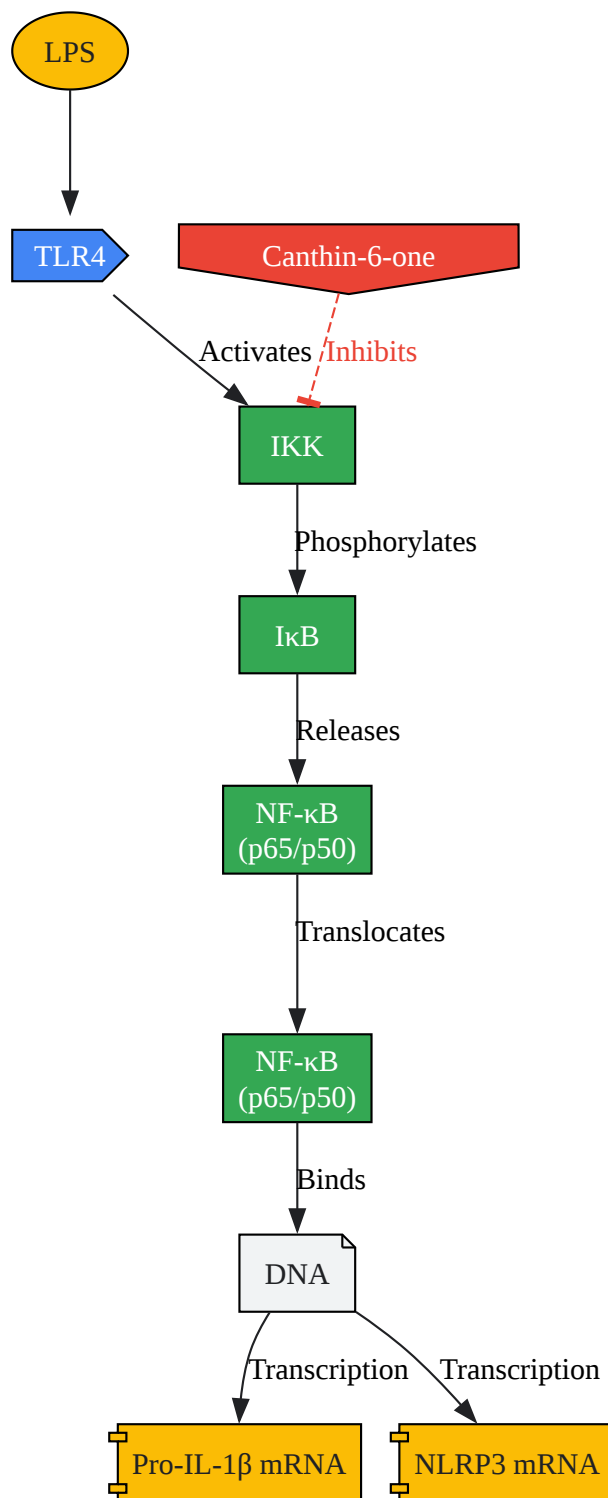 LPS
TLR4
Canthin-6-one
Activates
Inhibits
IKK
Phosphorylates
IκB
Releases
NF-κB
(p65/p50)
Translocates
NF-κB
(p65/p50)
Binds
DNA
Transcription
Transcription
Pro-IL-1β mRNA
NLRP3 mRNA